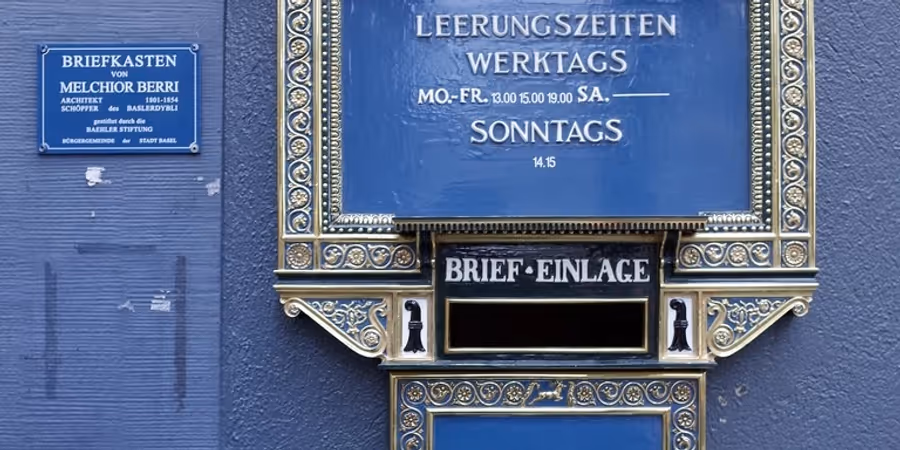 BRIEFKASTEN
VON
MELCHIOR BERRI
ARCHITEKT 1801-1854
SCHÖPFER des BASLERDYBLI
gestiftet durch die
BAEHLER STIFTUNG
BÜRGERGEMEINDE der STADT BASEL
LEERUNGSZEITEN
WERKTAGS
MO.-FR. 13.00 15.00 19.00 SA. —
SONNTAGS
14.15
BRIEF·EINLAGE